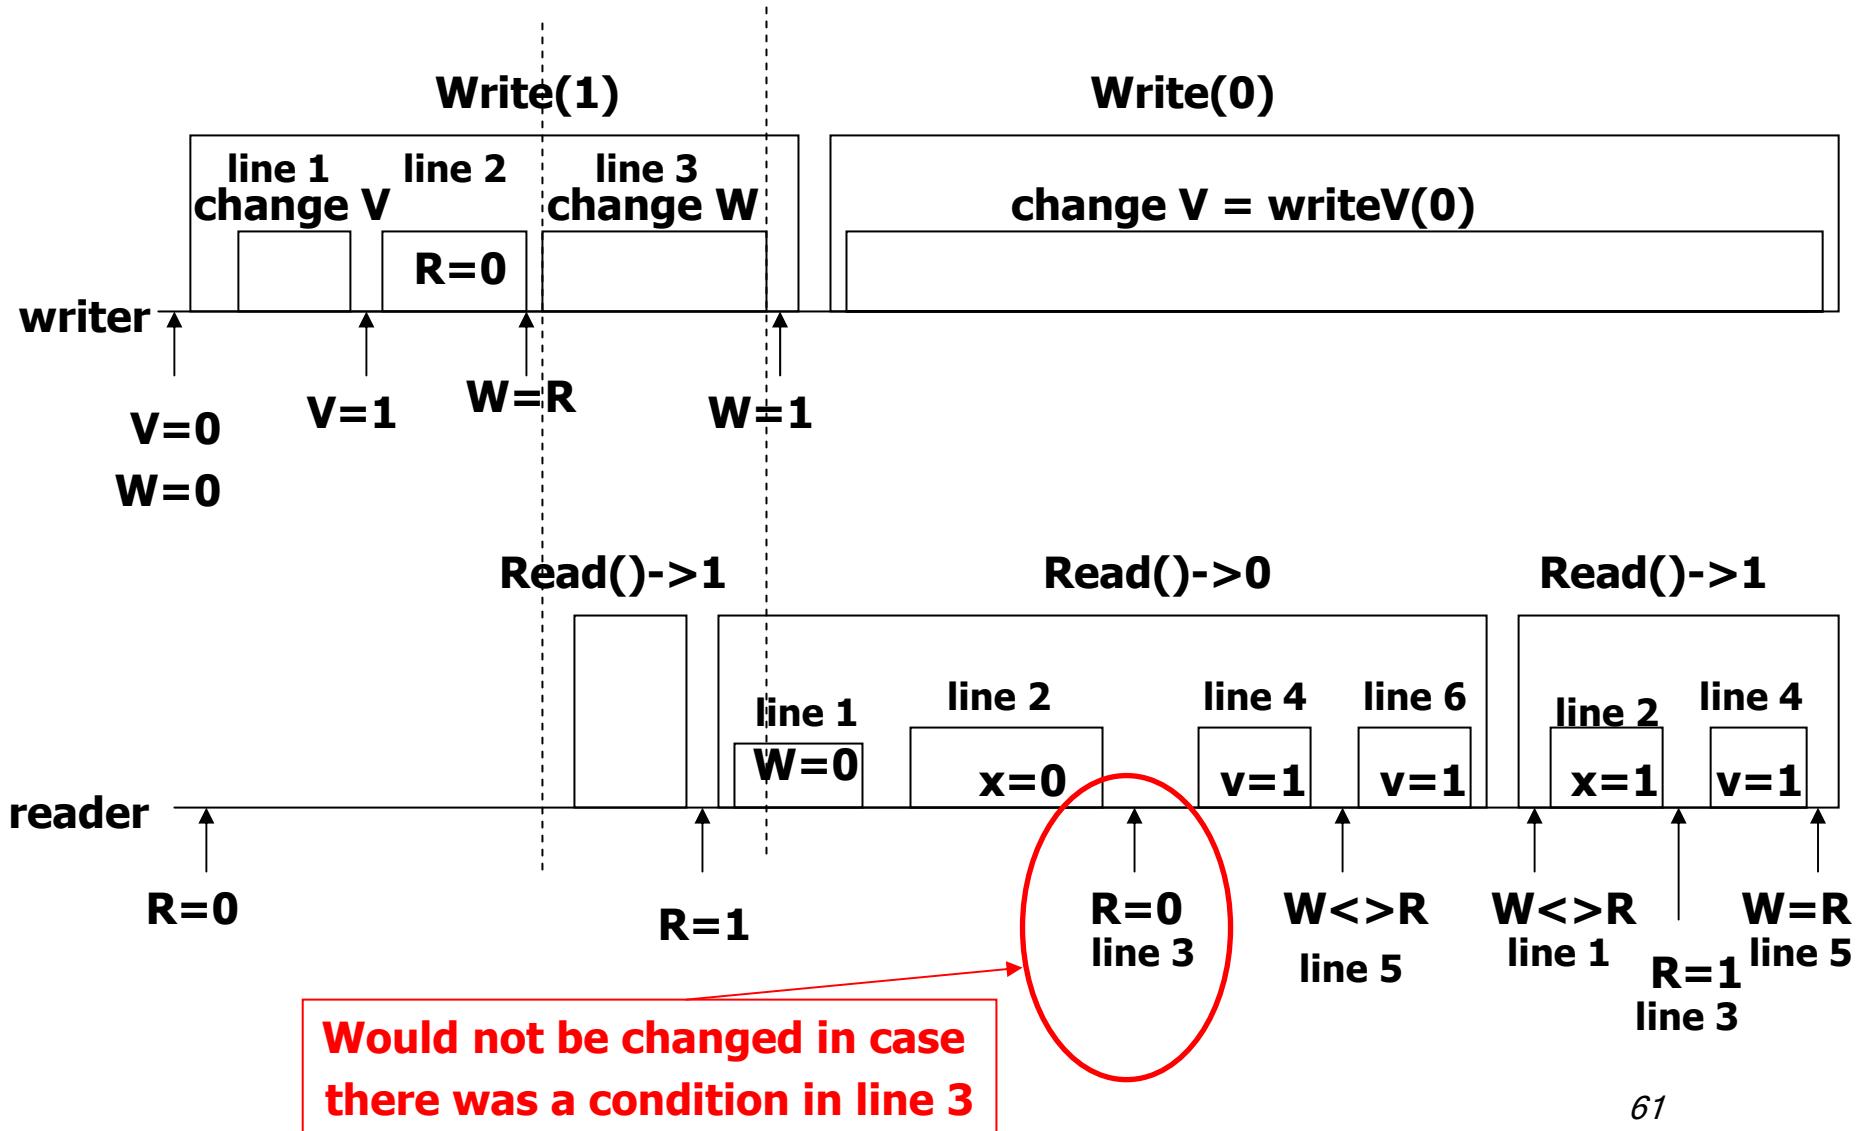 Write(1)
Write(0)
line 1
line 2
line 3
change V
change W
change V = writeV(0)
R=0
writer
V=0
V=1
W=R
W=1
W=0
Read()->1
Read()->0
Read()->1
line 1
line 2
line 4
line 6
line 2
line 4
W=0
x=0
v=1
v=1
x=1
v=1
reader
R=0
R=1
R=0
line 3
W<>R
line 5
W<>R
line 1
R=1
line 3
W=R
line 5
Would not be changed in case
there was a condition in line 3
61